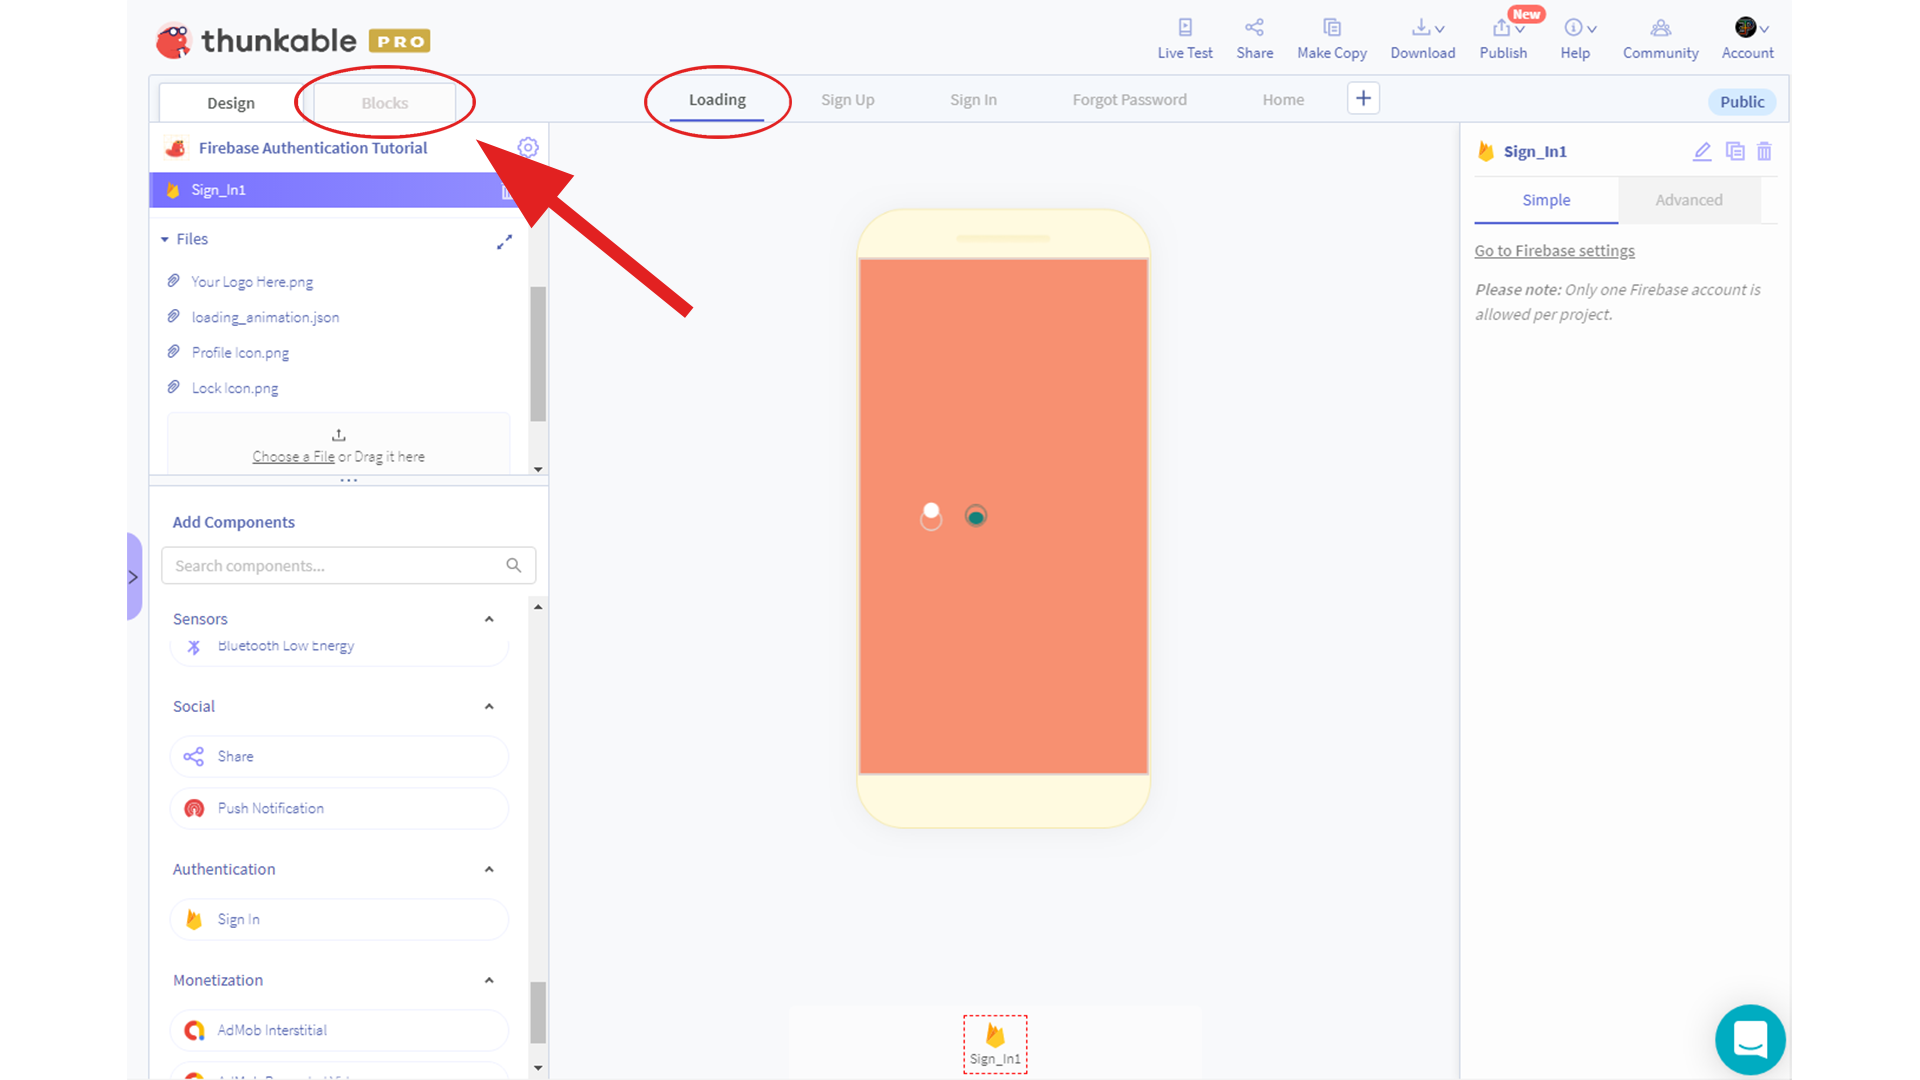 thunkable PRO
Live Test
Share
Make Copy
Download
New
Publish
Help
Community
Account
Design
Blocks
Loading
Sign Up
Sign In
Forgot Password
Home
+
Public
Firebase Authentication Tutorial
Sign_In1
Files
Your Logo Here.png
loading_animation.json
Profile Icon.png
Lock Icon.png
Choose a File or Drag it here
Add Components
Search components...
Sensors
Bluetooth Low Energy
Social
Share
Push Notification
Authentication
Sign In
Monetization
AdMob Interstitial
Sign_In1
Sign_In1
Simple
Advanced
Go to Firebase settings
Please note: Only one Firebase account is
allowed per project.